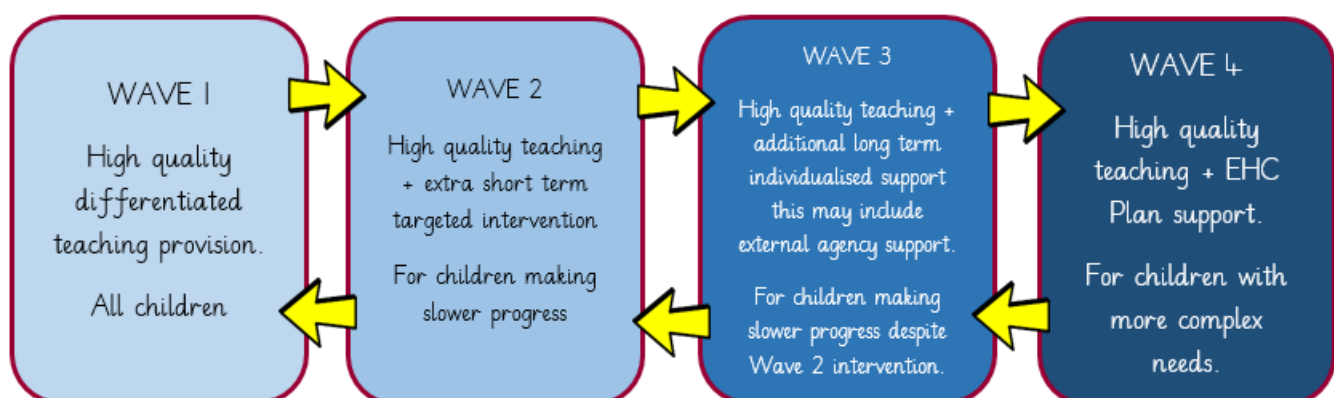 WAVE 1
High quality
differentiated
teaching provision.
All children
WAVE 2
High quality teaching
+ extra short term
targeted intervention
For children making
slower progress
WAVE 3
High quality teaching +
additional long term
individualised support
this may include
external agency support.
For children making
slower progress despite
Wave 2 intervention.
WAVE 4
High quality
teaching + EHC
Plan support.
For children with
more complex
needs.